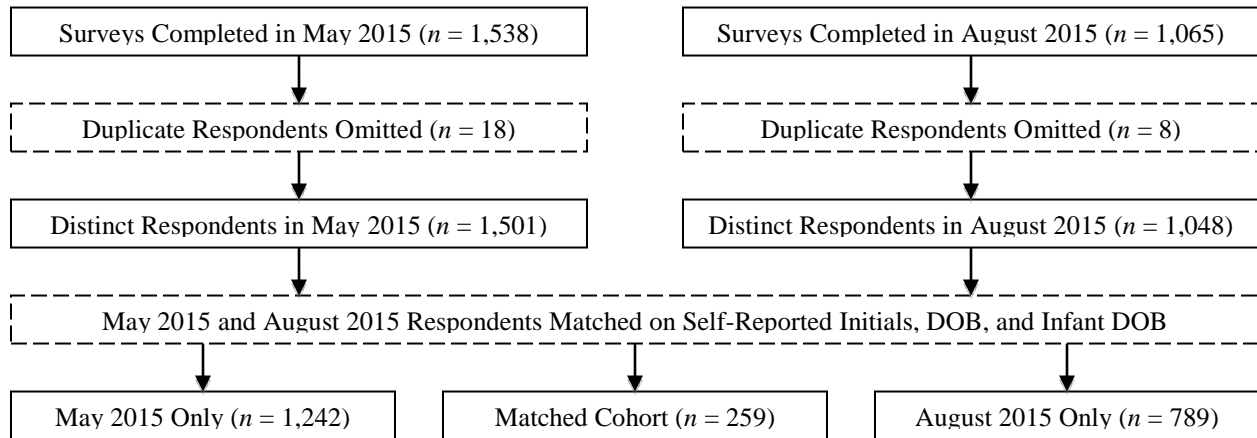 Surveys Completed in May 2015 (n = 1,538)
Surveys Completed in August 2015 (n = 1,065)
Duplicate Respondents Omitted (n = 18)
Duplicate Respondents Omitted (n = 8)
Distinct Respondents in May 2015 (n = 1,501)
Distinct Respondents in August 2015 (n = 1,048)
May 2015 and August 2015 Respondents Matched on Self-Reported Initials, DOB, and Infant DOB
May 2015 Only (n = 1,242)
Matched Cohort (n = 259)
August 2015 Only (n = 789)